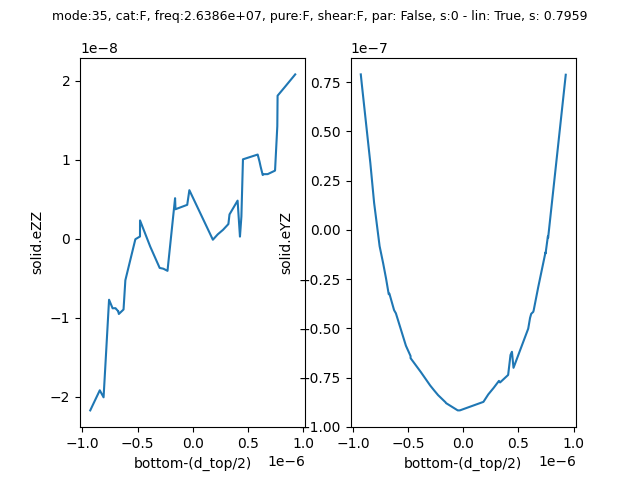 mode:35, cat:F, freq:2.6386e+07, pure:F, shear:F, par: False, s:0 - lin: True, s: 0.7959
1e−8
2
1
0
−1
−2
solid.eZZ
−1.0 −0.5 0.0 0.5 1.0
bottom-(d_top/2) 1e−6
1e−7
0.75
0.50
0.25
0.00
−0.25
−0.50
−0.75
−1.00
solid.eYZ
−1.0 −0.5 0.0 0.5 1.0
bottom-(d_top/2) 1e−6